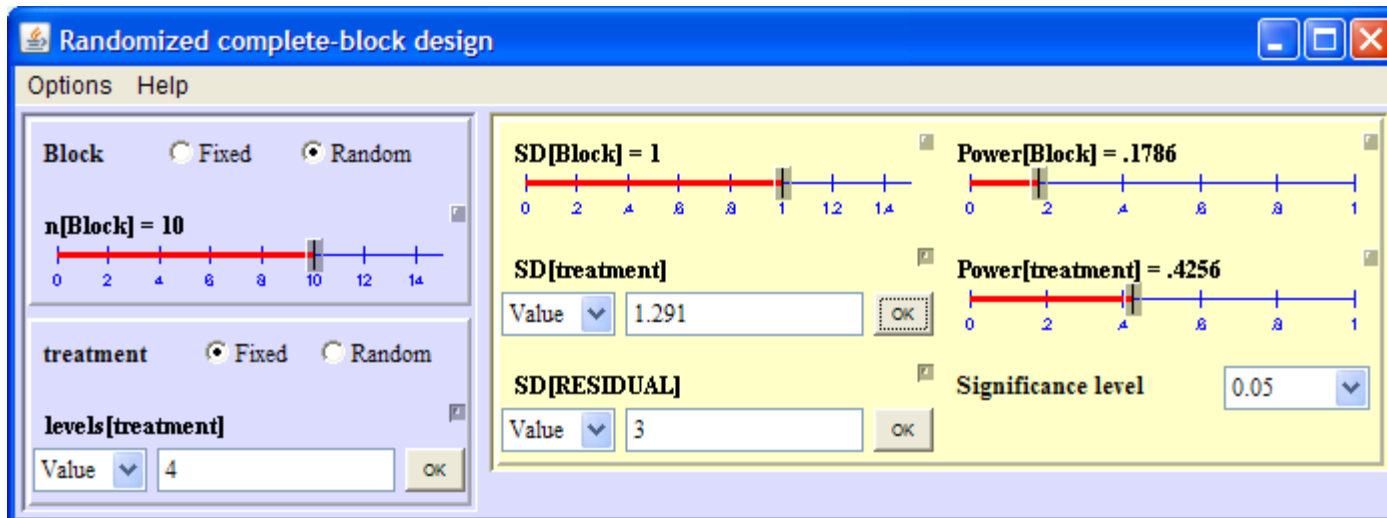 Randomized complete-block design
Options Help
Block Fixed Random
n[Block] = 10
0 2 4 6 8 10 12 14
treatment Fixed Random
levels[treatment]
Value 4 OK
SD[Block] = 1
0 .2 .4 .6 .8 1 1.2 1.4
SD[treatment]
Value 1.291 OK
SD[RESIDUAL]
Value 3 OK
Power[Block] = .1786
0 .2 .4 .6 .8 1
Power[treatment] = .4256
0 .2 .4 .6 .8 1
Significance level 0.05